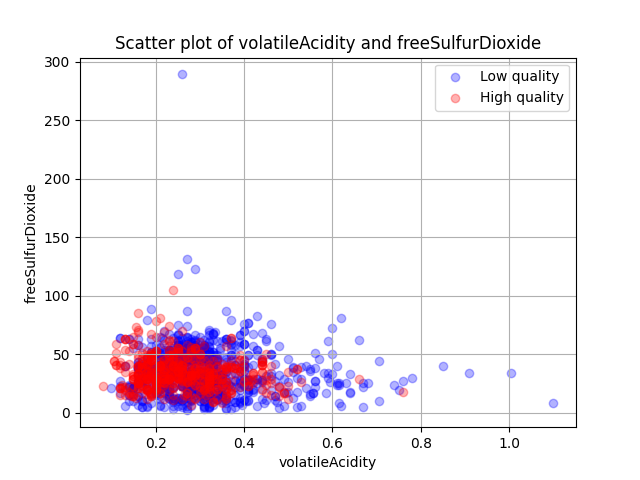 Scatter plot of volatileAcidity and freeSulfurDioxide
Low quality
High quality
300
250
200
150
100
50
0
freeSulfurDioxide
0.2 0.4 0.6 0.8 1.0
volatileAcidity